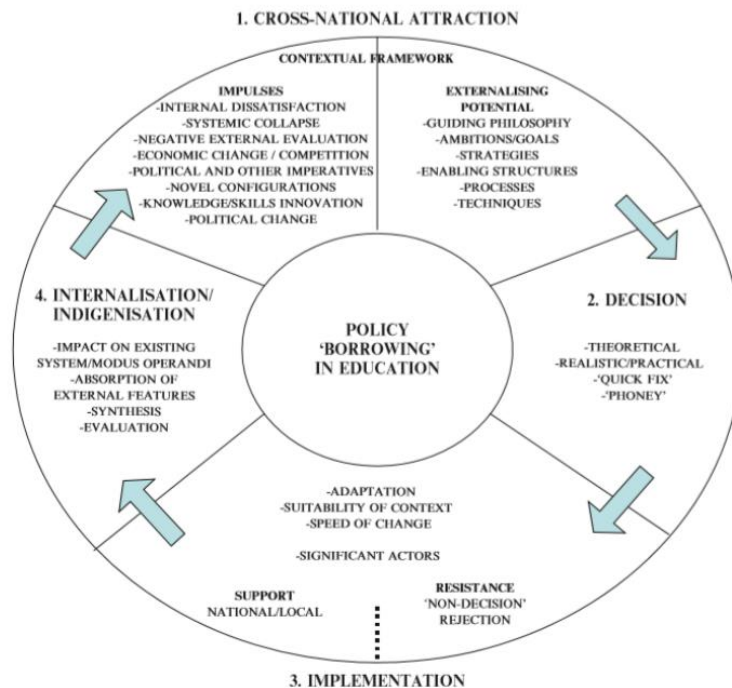 1. CROSS-NATIONAL ATTRACTION
CONTEXTUAL FRAMEWORK
IMPULSES
-INTERNAL DISSATISFACTION
-SYSTEMIC COLLAPSE
-NEGATIVE EXTERNAL EVALUATION
-ECONOMIC CHANGE / COMPETITION
-POLITICAL AND OTHER IMPERATIVES
-NOVEL CONFIGURATIONS
-KNOWLEDGE/SKILLS INNOVATION
-POLITICAL CHANGE
EXTERNALISING
POTENTIAL
-GUIDING PHILOSOPHY
-AMBITIONS/GOALS
-STRATEGIES
-ENABLING STRUCTURES
-PROCESSES
-TECHNIQUES
2. DECISION
-THEORETICAL
-REALISTIC/PRACTICAL
-‘QUICK FIX’
-‘PHONEY’
POLICY
‘BORROWING’
IN EDUCATION
4. INTERNALISATION/
INDIGENISATION
-IMPACT ON EXISTING
SYSTEM/MODUS OPERANDI
-ABSORPTION OF
EXTERNAL FEATURES
-SYNTHESIS
-EVALUATION
-ADAPTATION
-SUITABILITY OF CONTEXT
-SPEED OF CHANGE
-SIGNIFICANT ACTORS
SUPPORT
NATIONAL/LOCAL
RESISTANCE
‘NON-DECISION’
REJECTION
3. IMPLEMENTATION